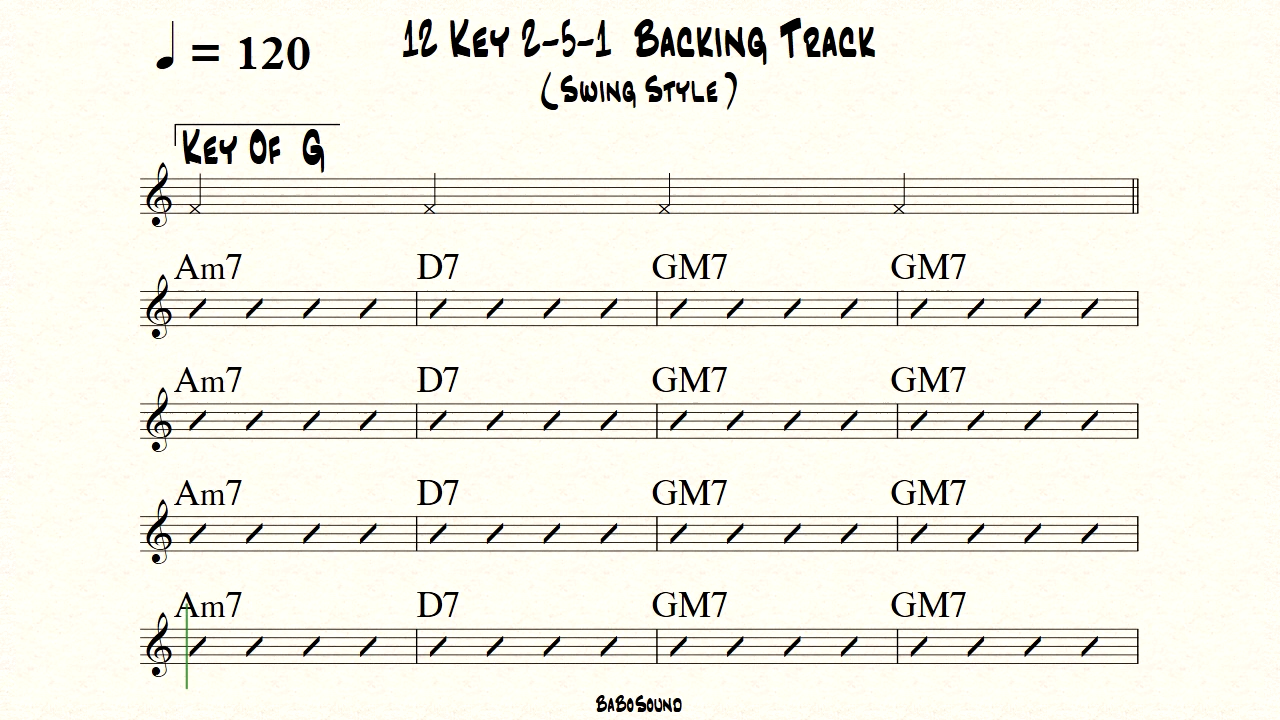 ♩ = 120
12 Key 2-5-1 Backing Track
(Swing Style)
Key Of G
Am7 D7 GM7 GM7
Am7 D7 GM7 GM7
Am7 D7 GM7 GM7
Am7 D7 GM7 GM7
BaBoSound